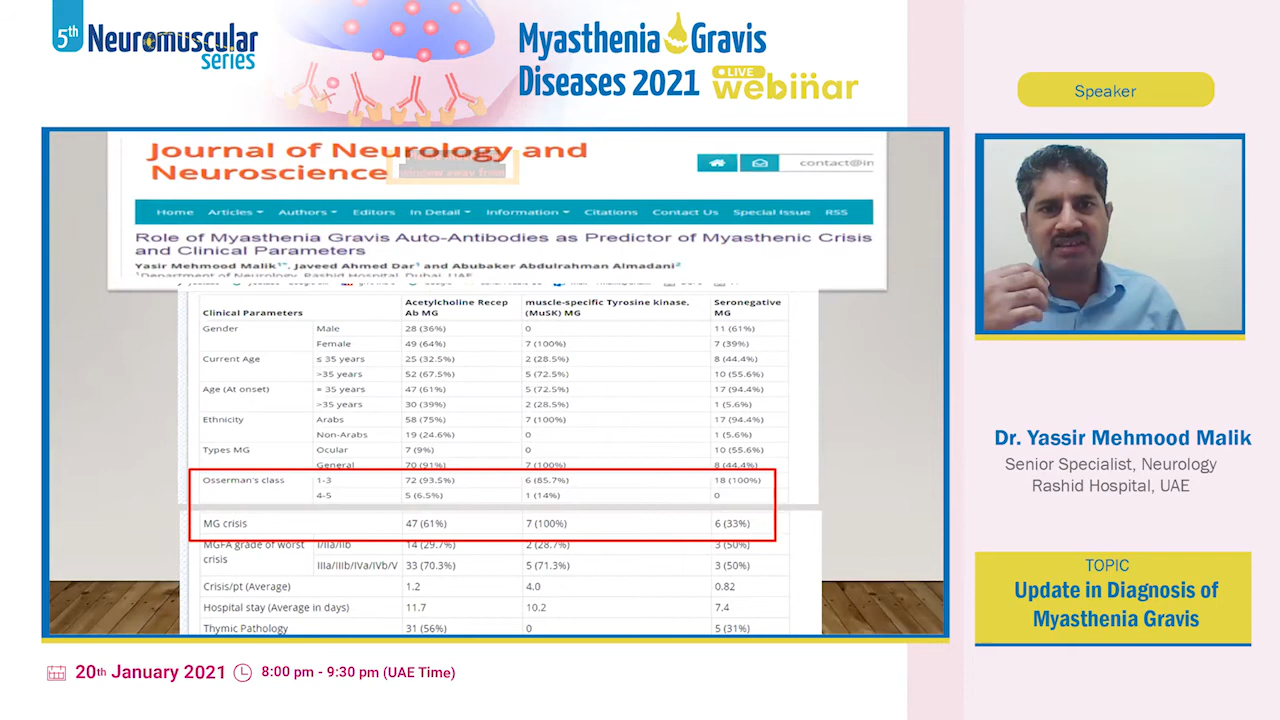 5th Neuromuscular
series
Myasthenia Gravis
Diseases 2021 LIVE webinar
Speaker
Journal of Neurology and
Neuroscience
contact@in
Home Articles Authors Editors In Detail Information Citations Contact Us Special Issue RSS
Role of Myasthenia Gravis Auto-Antibodies as Predictor of Myasthenic Crisis
and Clinical Parameters
Yasir Mehmood Malik1*, Javeed Ahmed Dar1 and Abubaker Abdulrahman Almadani2
1Department of Neurology, Rashid Hospital, Dubai, UAE
Clinical Parameters Acetylcholine Recep Ab MG muscle-specific Tyrosine kinase, (MuSK) MG Seronegative MG
Gender Male 28 (36%) 0 11 (61%)
Female 49 (64%) 7 (100%) 7 (39%)
Current Age ≤ 35 years 25 (32.5%) 2 (28.5%) 8 (44.4%)
>35 years 52 (67.5%) 5 (72.5%) 10 (55.6%)
Age (At onset) = 35 years 47 (61%) 5 (72.5%) 17 (94.4%)
>35 years 30 (39%) 2 (28.5%) 1 (5.6%)
Ethnicity Arabs 58 (75%) 7 (100%) 17 (94.4%)
Non-Arabs 19 (24.6%) 0 1 (5.6%)
Types MG Ocular 7 (9%) 0 10 (55.6%)
General 70 (91%) 7 (100%) 8 (44.4%)
Osserman's class 1-3 72 (93.5%) 6 (85.7%) 18 (100%)
4-5 5 (6.5%) 1 (14%) 0
MG crisis 47 (61%) 7 (100%) 6 (33%)
MGFA grade of worst crisis I/IIa/IIb 14 (29.7%) 2 (28.7%) 3 (50%)
IIIa/IIIb/IVa/IVb/V 33 (70.3%) 5 (71.3%) 3 (50%)
Crisis/pt (Average) 1.2 4.0 0.82
Hospital stay (Average in days) 11.7 10.2 7.4
Thymic Pathology 31 (56%) 0 5 (31%)
Dr. Yassir Mehmood Malik
Senior Specialist, Neurology
Rashid Hospital, UAE
TOPIC
Update in Diagnosis of
Myasthenia Gravis
20th January 2021 8:00 pm - 9:30 pm (UAE Time)